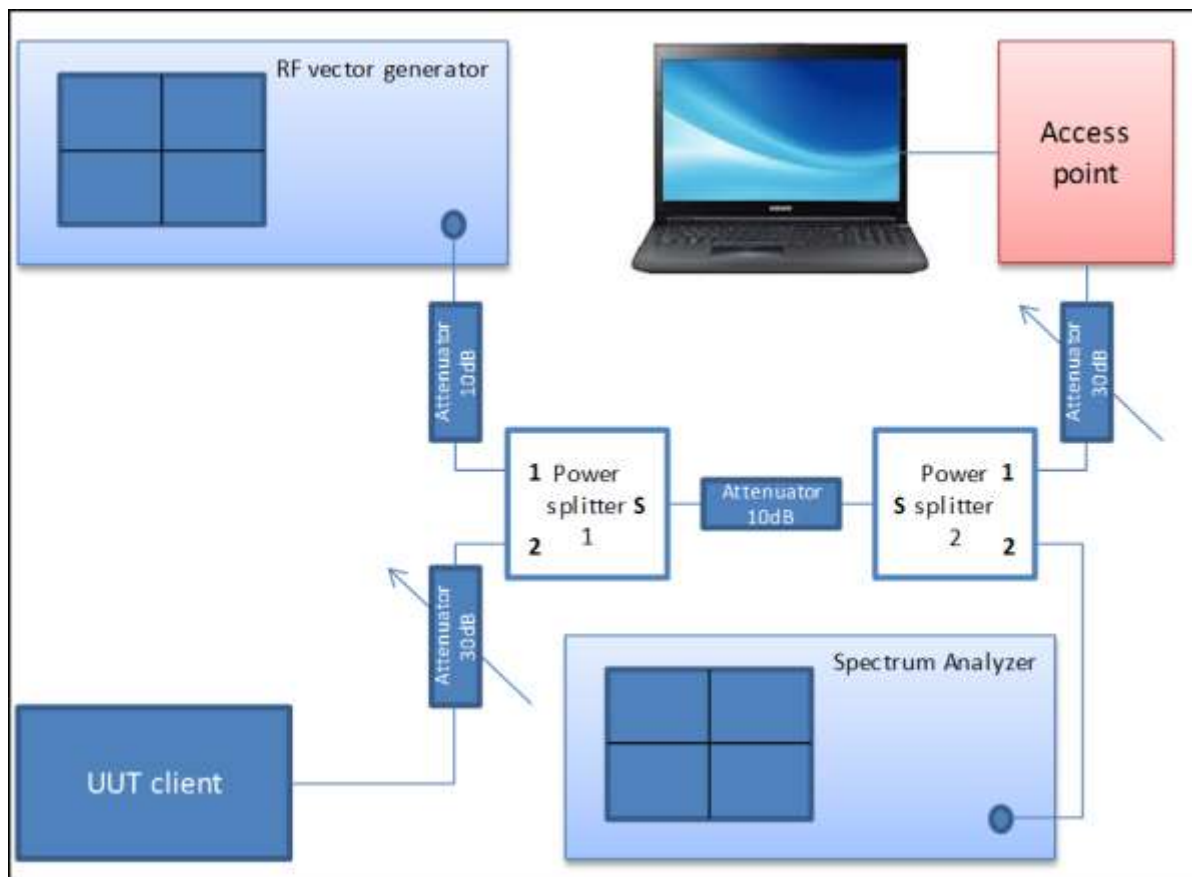 RF vector generator
Access
point
Attenuator
10dB
Attenuator
30dB
1 Power
splitter S
2 1
Attenuator
10dB
Power 1
S splitter
2 2
Attenuator
30dB
Spectrum Analyzer
UUT client